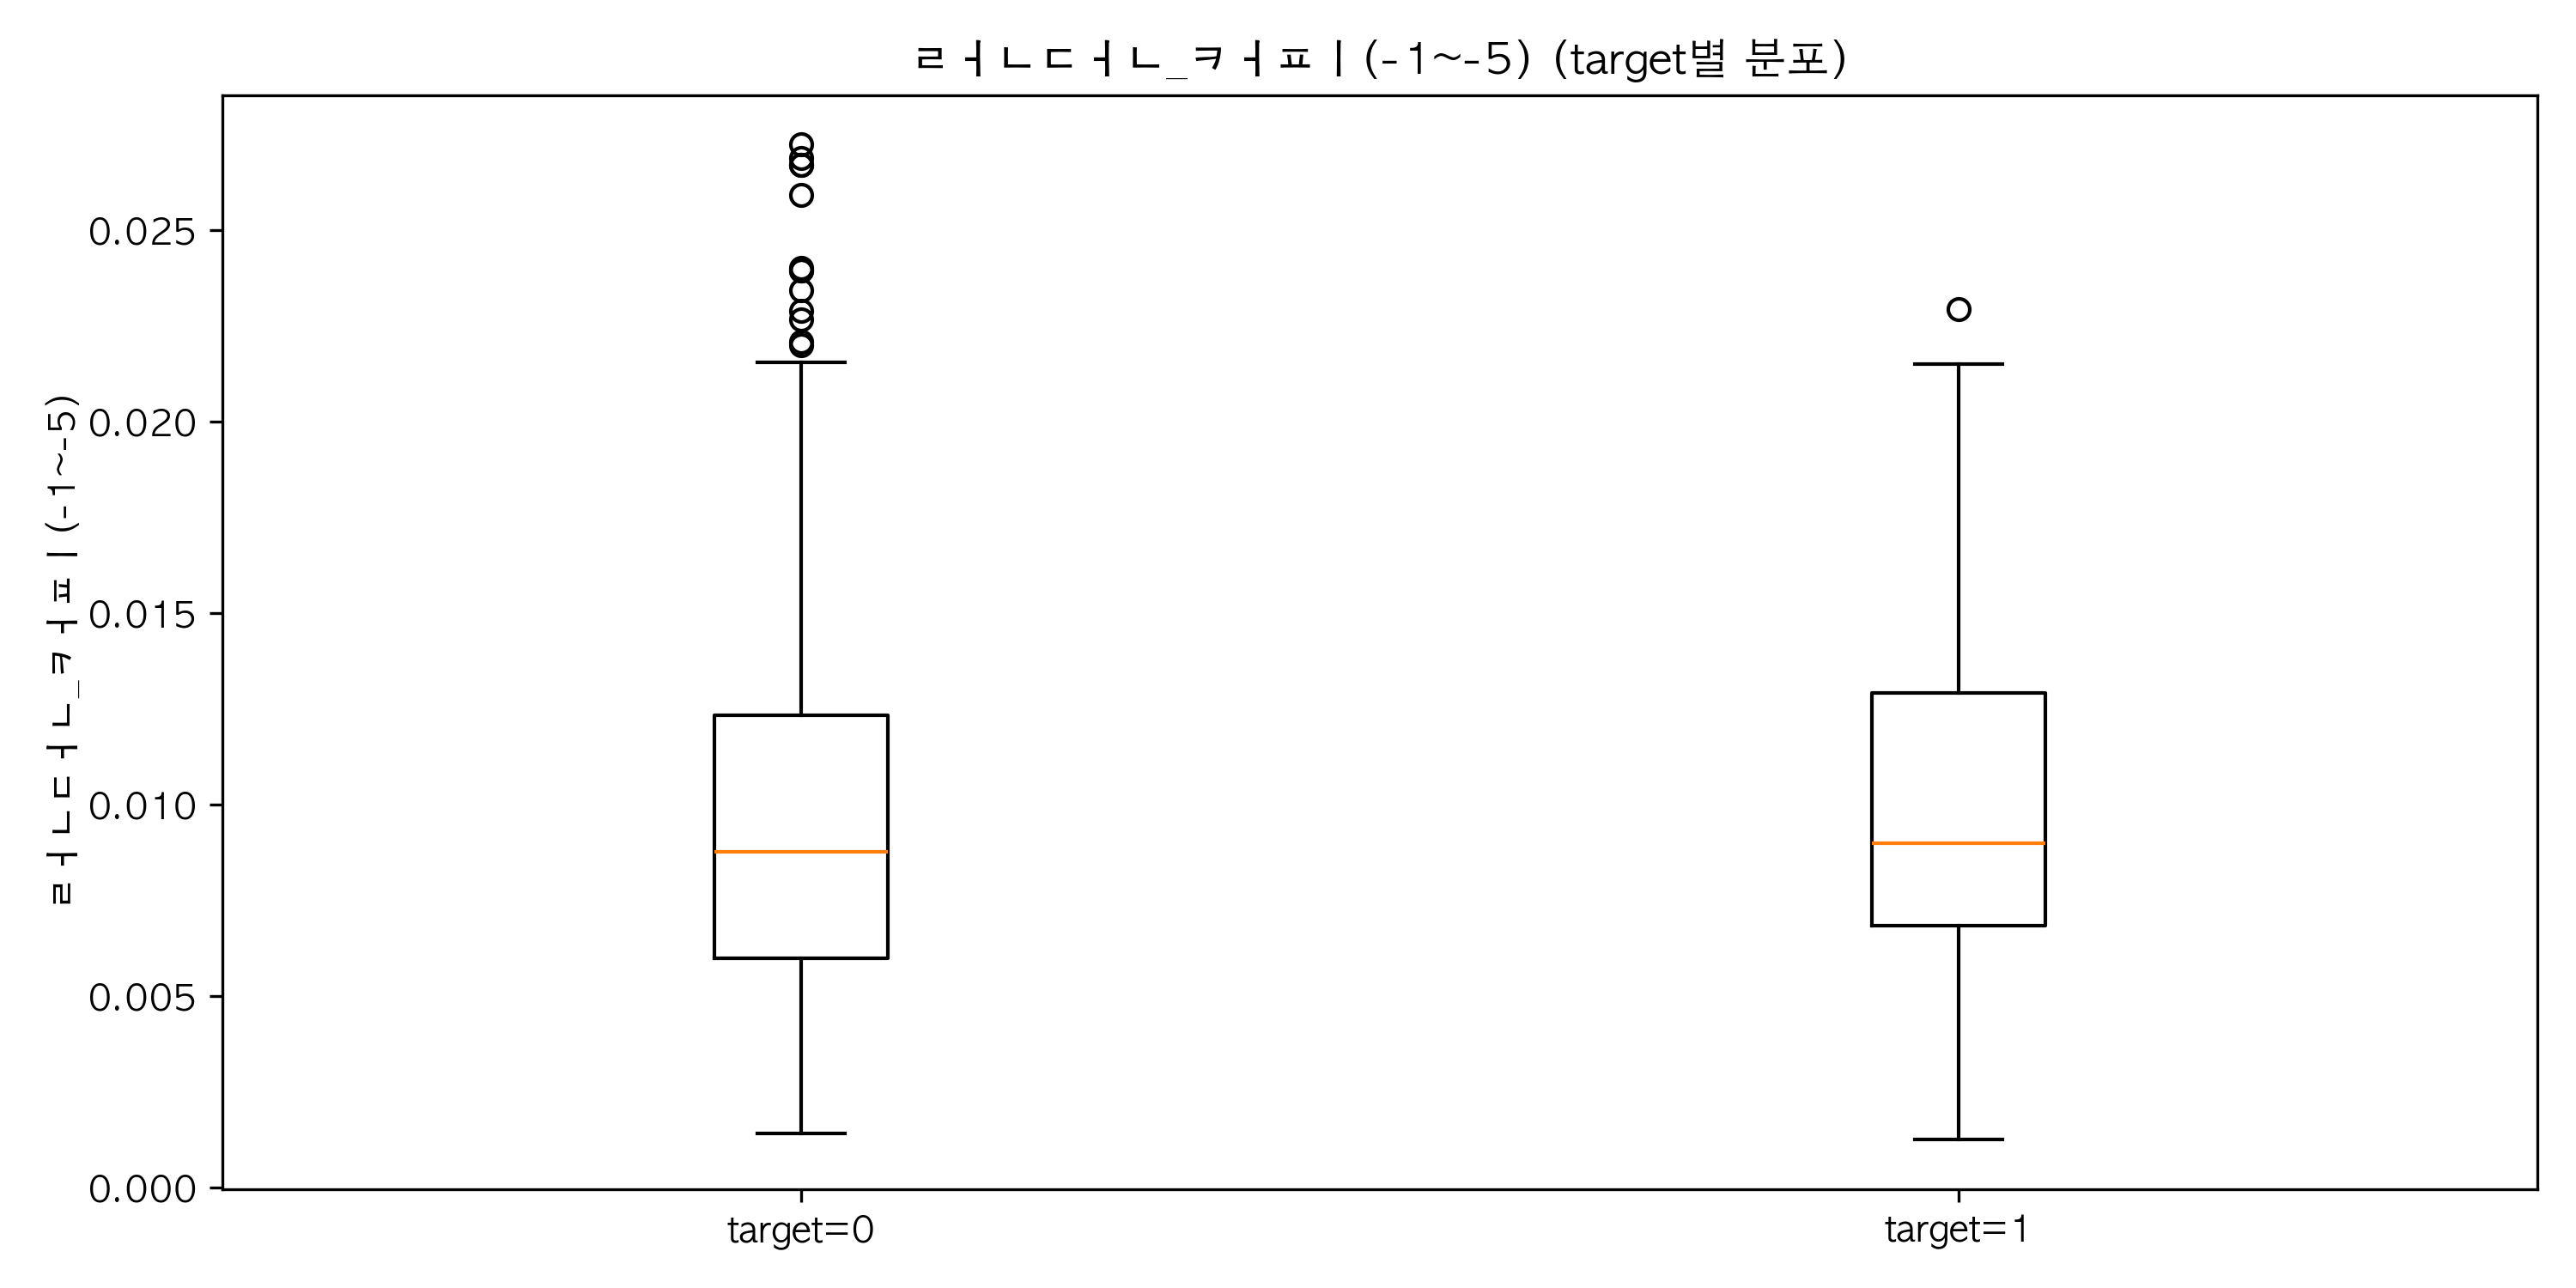 ㄹㅓㄴㄷㅓㄴ_ㅋㅓㅍㅣ(-1~-5) (target별 분포)
ㄹㅓㄴㄷㅓㄴ_ㅋㅓㅍㅣ(-1~-5)
0.025
0.020
0.015
0.010
0.005
0.000
target=0
target=1